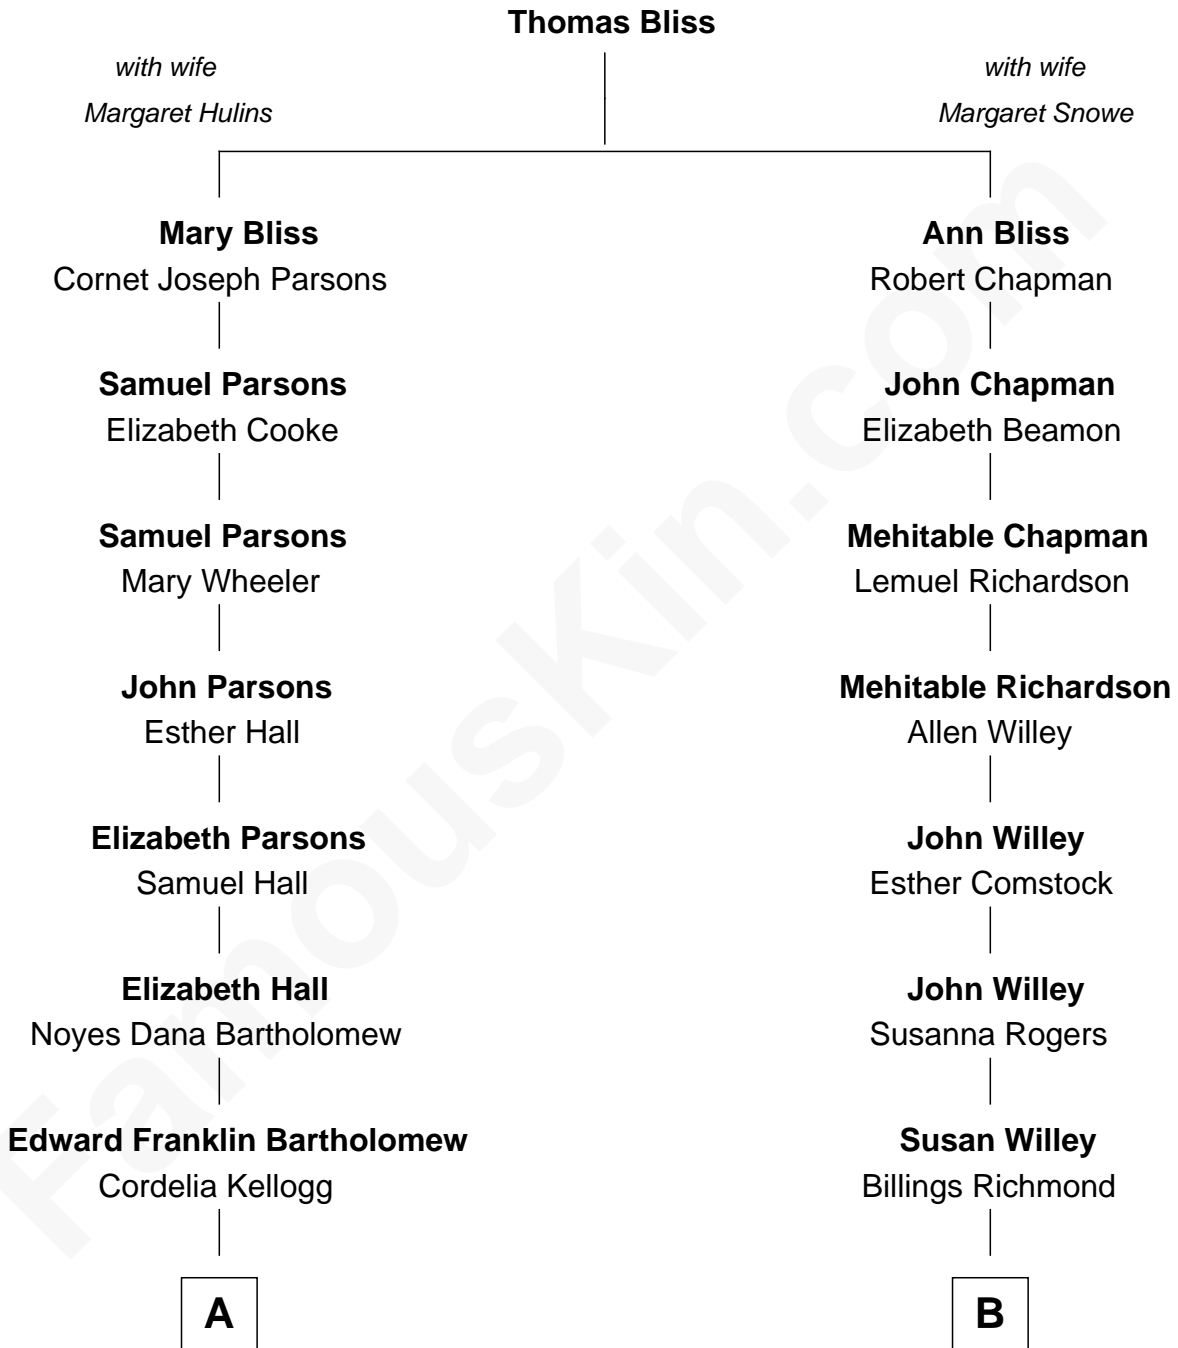 Thomas Bliss
with wife
Margaret Hulins
with wife
Margaret Snowe
Mary Bliss
Cornet Joseph Parsons
Samuel Parsons
Elizabeth Cooke
Samuel Parsons
Mary Wheeler
John Parsons
Esther Hall
Elizabeth Parsons
Samuel Hall
Elizabeth Hall
Noyes Dana Bartholomew
Edward Franklin Bartholomew
Cordelia Kellogg
A
Ann Bliss
Robert Chapman
John Chapman
Elizabeth Beamon
Mehitable Chapman
Lemuel Richardson
Mehitable Richardson
Allen Willey
John Willey
Esther Comstock
John Willey
Susanna Rogers
Susan Willey
Billings Richmond
B
FamousKin.com